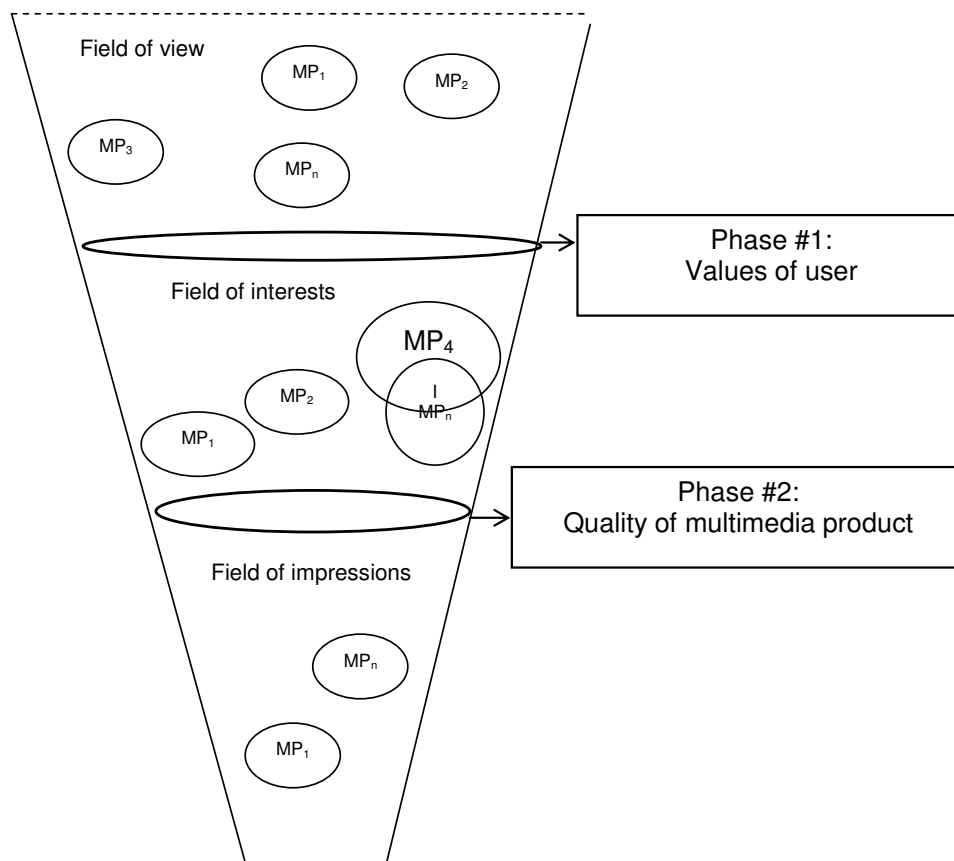 Field of view
MP₁
MP₂
MP₃
MPₙ
Phase #1:
Values of user
Field of interests
MP₄
I
MPₙ
MP₂
MP₁
Phase #2:
Quality of multimedia product
Field of impressions
MPₙ
MP₁